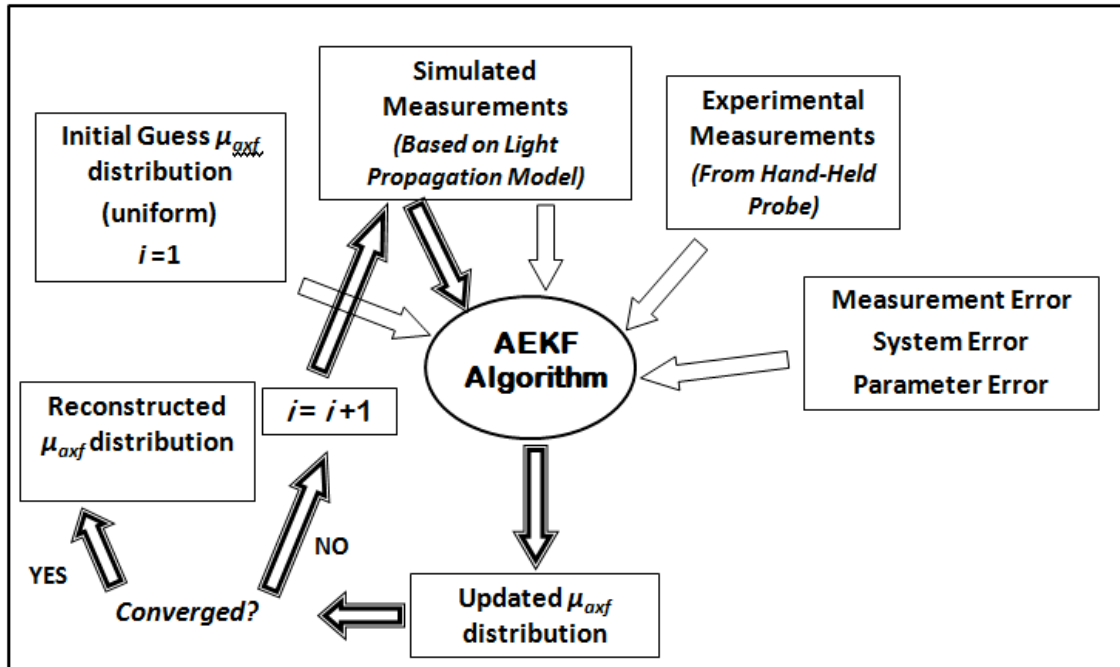 Simulated
Measurements
(Based on Light
Propagation Model)
Experimental
Measurements
(From Hand-Held
Probe)
Initial Guess μaxf
distribution
(uniform)
i =1
Measurement Error
System Error
Parameter Error
AEKF
Algorithm
Reconstructed
μaxf distribution
i = i +1
NO
YES
Converged?
Updated μaxf
distribution